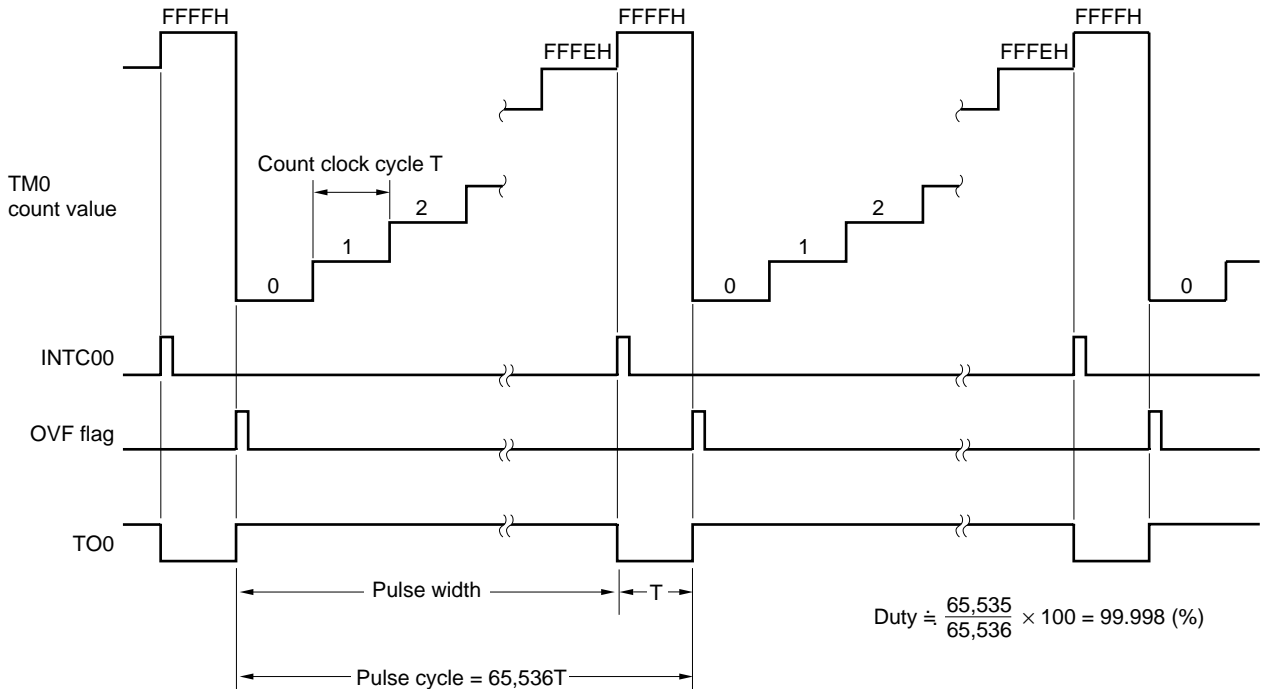 FFFFH FFFFH FFFFH
FFFEH FFFEH
Count clock cycle T
TM0
count value
2 2
1 1
0 0 0
INTC00
OVF flag
TO0
Pulse width T
Duty ≒ 65,535/65,536 × 100 = 99.998 (%)
Pulse cycle = 65,536T